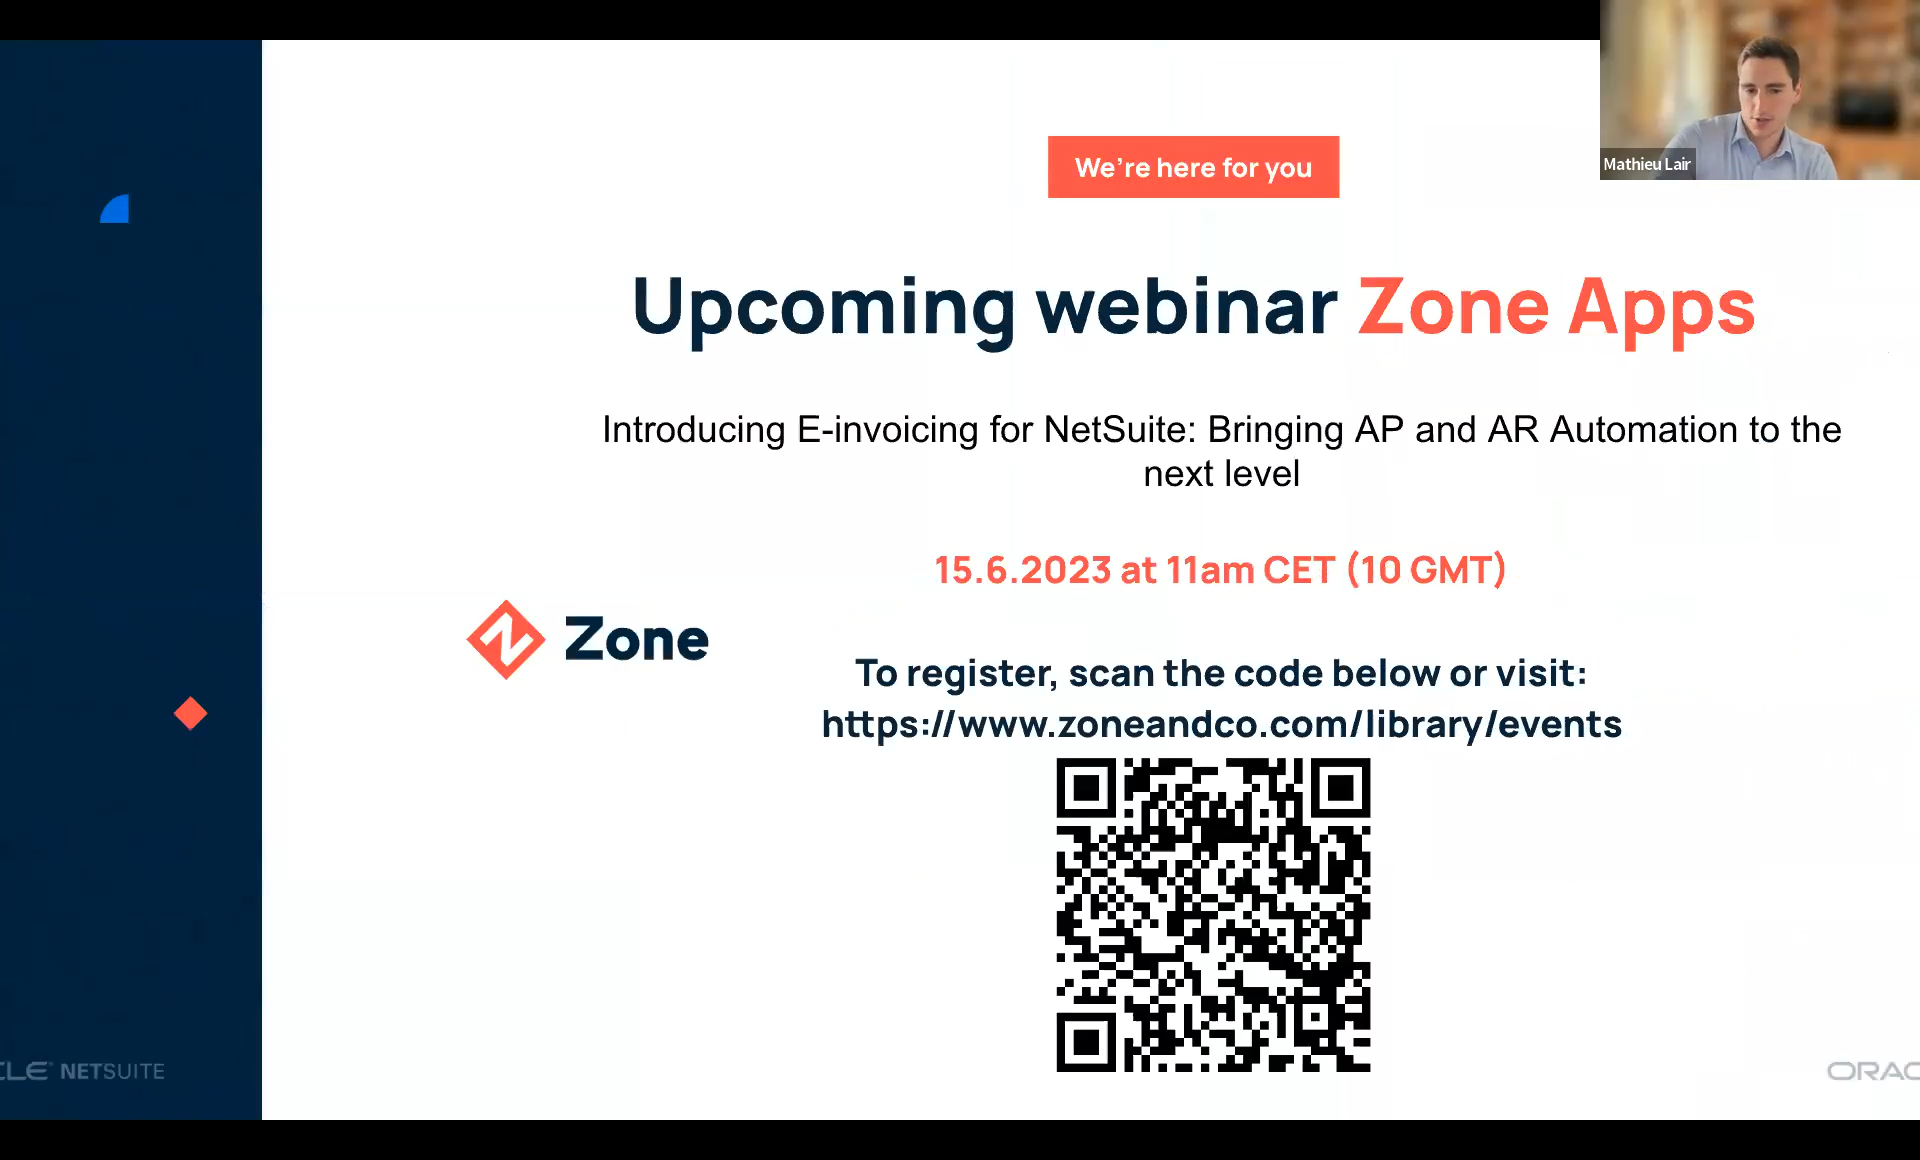 Mathieu Lair
We're here for you
Upcoming webinar Zone Apps
Introducing E-invoicing for NetSuite: Bringing AP and AR Automation to the
next level
15.6.2023 at 11am CET (10 GMT)
Zone
To register, scan the code below or visit:
https://www.zoneandco.com/library/events
CLE NETSUITE
ORAC